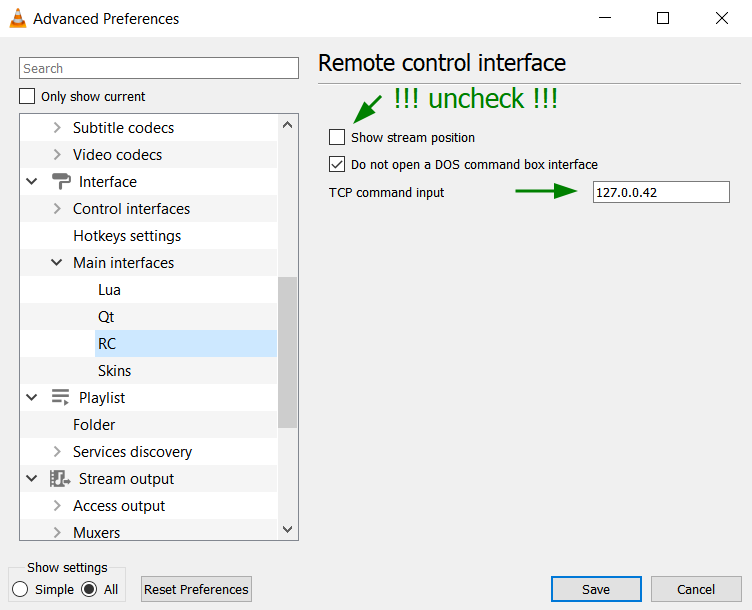 Advanced Preferences
Search
Only show current
Subtitle codecs
Video codecs
Interface
Control interfaces
Hotkeys settings
Main interfaces
Lua
Qt
RC
Skins
Playlist
Folder
Services discovery
Stream output
Access output
Muxers
Show settings
Simple
All
Reset Preferences
Remote control interface
!!! uncheck !!!
Show stream position
Do not open a DOS command box interface
TCP command input
127.0.0.42
Save
Cancel